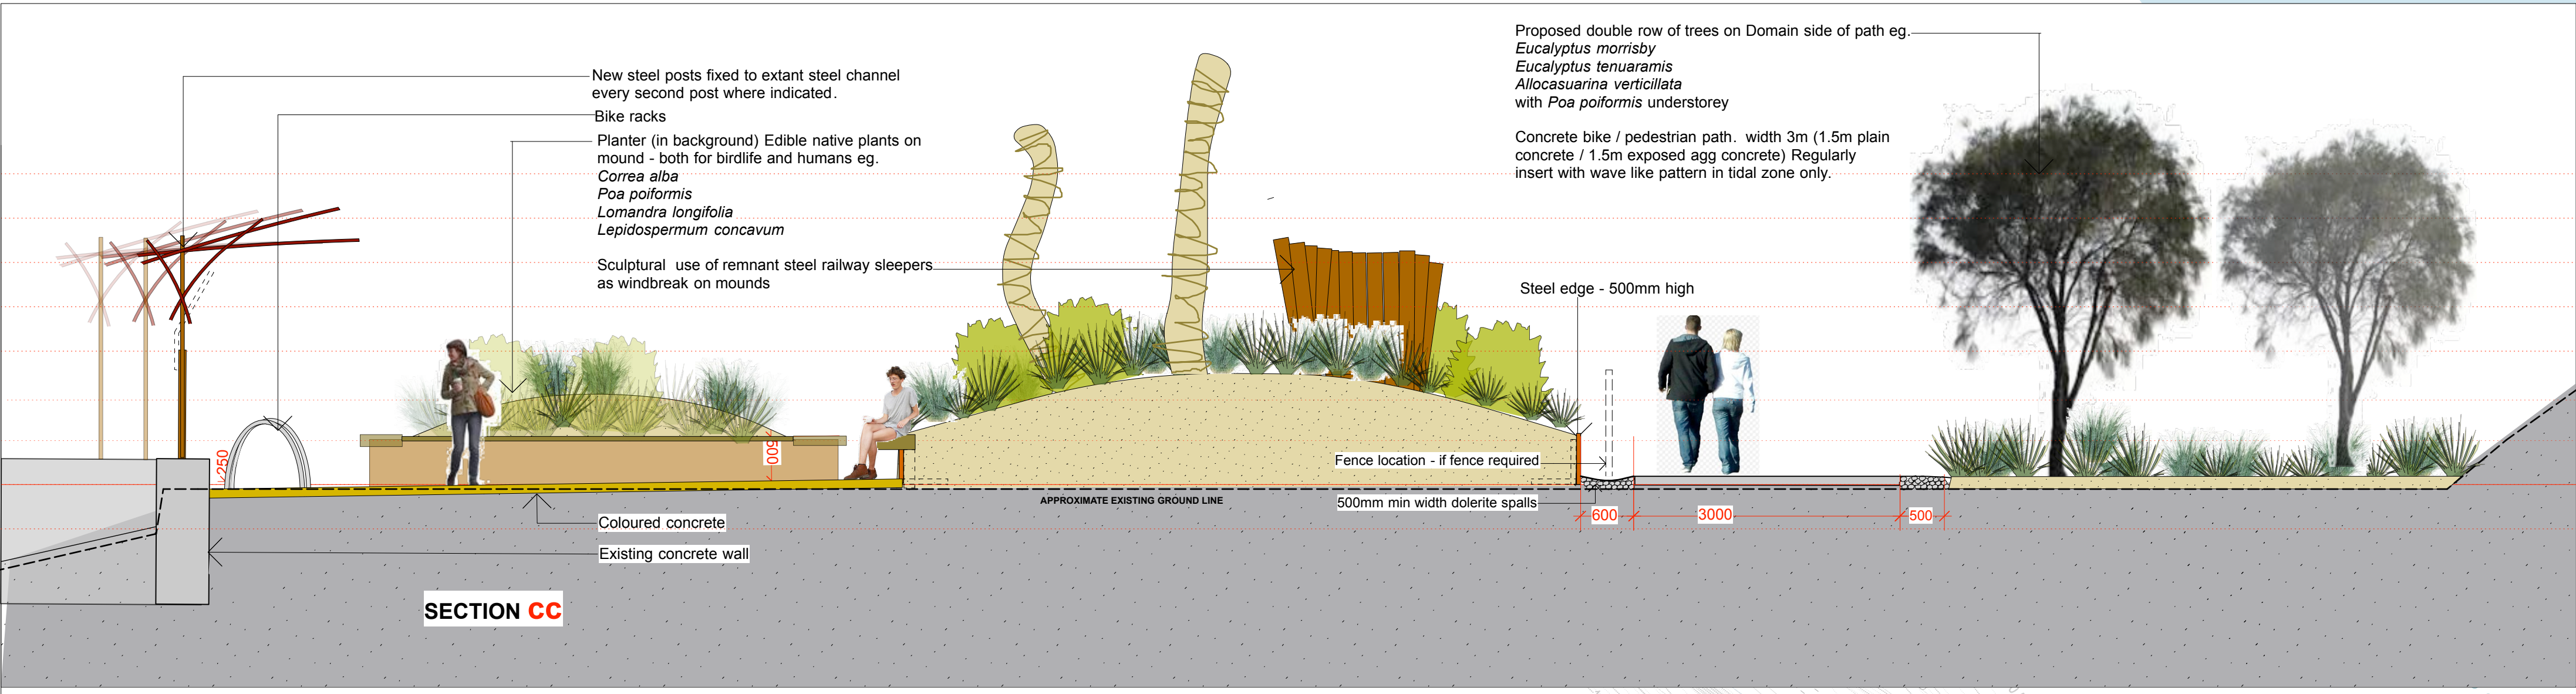 New steel posts fixed to extant steel channel
every second post where indicated.
Bike racks
Planter (in background) Edible native plants on
mound - both for birdlife and humans eg.
Correa alba
Poa poiformis
Lomandra longifolia
Lepidospermum concavum
Sculptural use of remnant steel railway sleepers
as windbreak on mounds
Proposed double row of trees on Domain side of path eg.
Eucalyptus morrisby
Eucalyptus tenuaramis
Allocasuarina verticillata
with Poa poiformis understorey
Concrete bike / pedestrian path. width 3m (1.5m plain
concrete / 1.5m exposed agg concrete) Regularly
insert with wave like pattern in tidal zone only.
Steel edge - 500mm high
Fence location - if fence required
500mm min width dolerite spalls
APPROXIMATE EXISTING GROUND LINE
250
500
600
3000
500
Coloured concrete
Existing concrete wall
SECTION CC